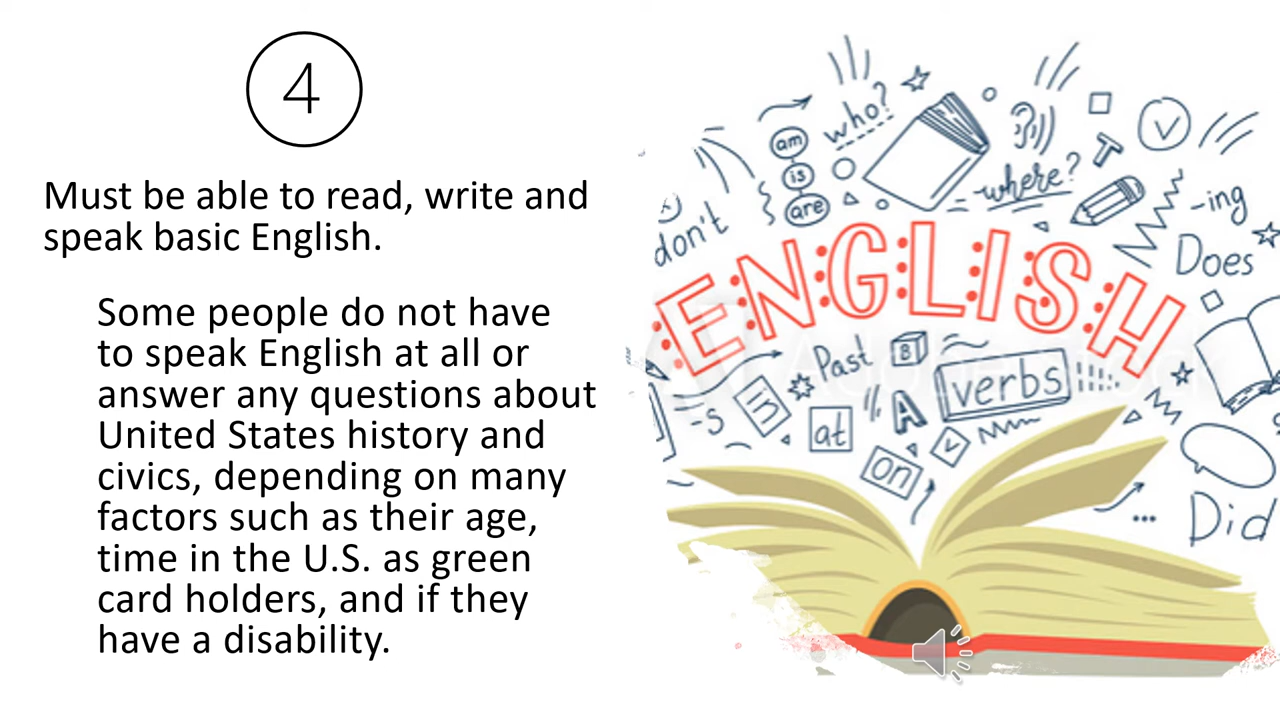 4
Must be able to read, write and
speak basic English.
Some people do not have
to speak English at all or
answer any questions about
United States history and
civics, depending on many
factors such as their age,
time in the U.S. as green
card holders, and if they
have a disability.
who?
am
is
are
where?
-ing
don't
Does
ENGLISH
Past
B
verbs
-s
in
at
A
on
...
Did